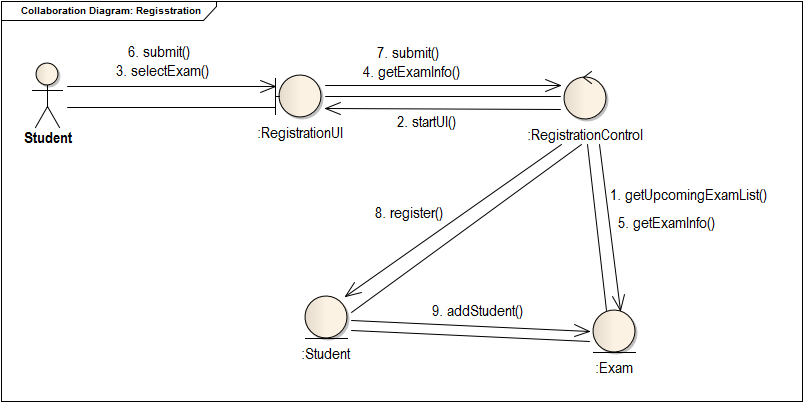 Collaboration Diagram: Regisstration
6. submit()
3. selectExam()
7. submit()
4. getExamInfo()
2. startUI()
Student
:RegistrationUI
:RegistrationControl
1. getUpcomingExamList()
5. getExamInfo()
8. register()
9. addStudent()
:Student
:Exam